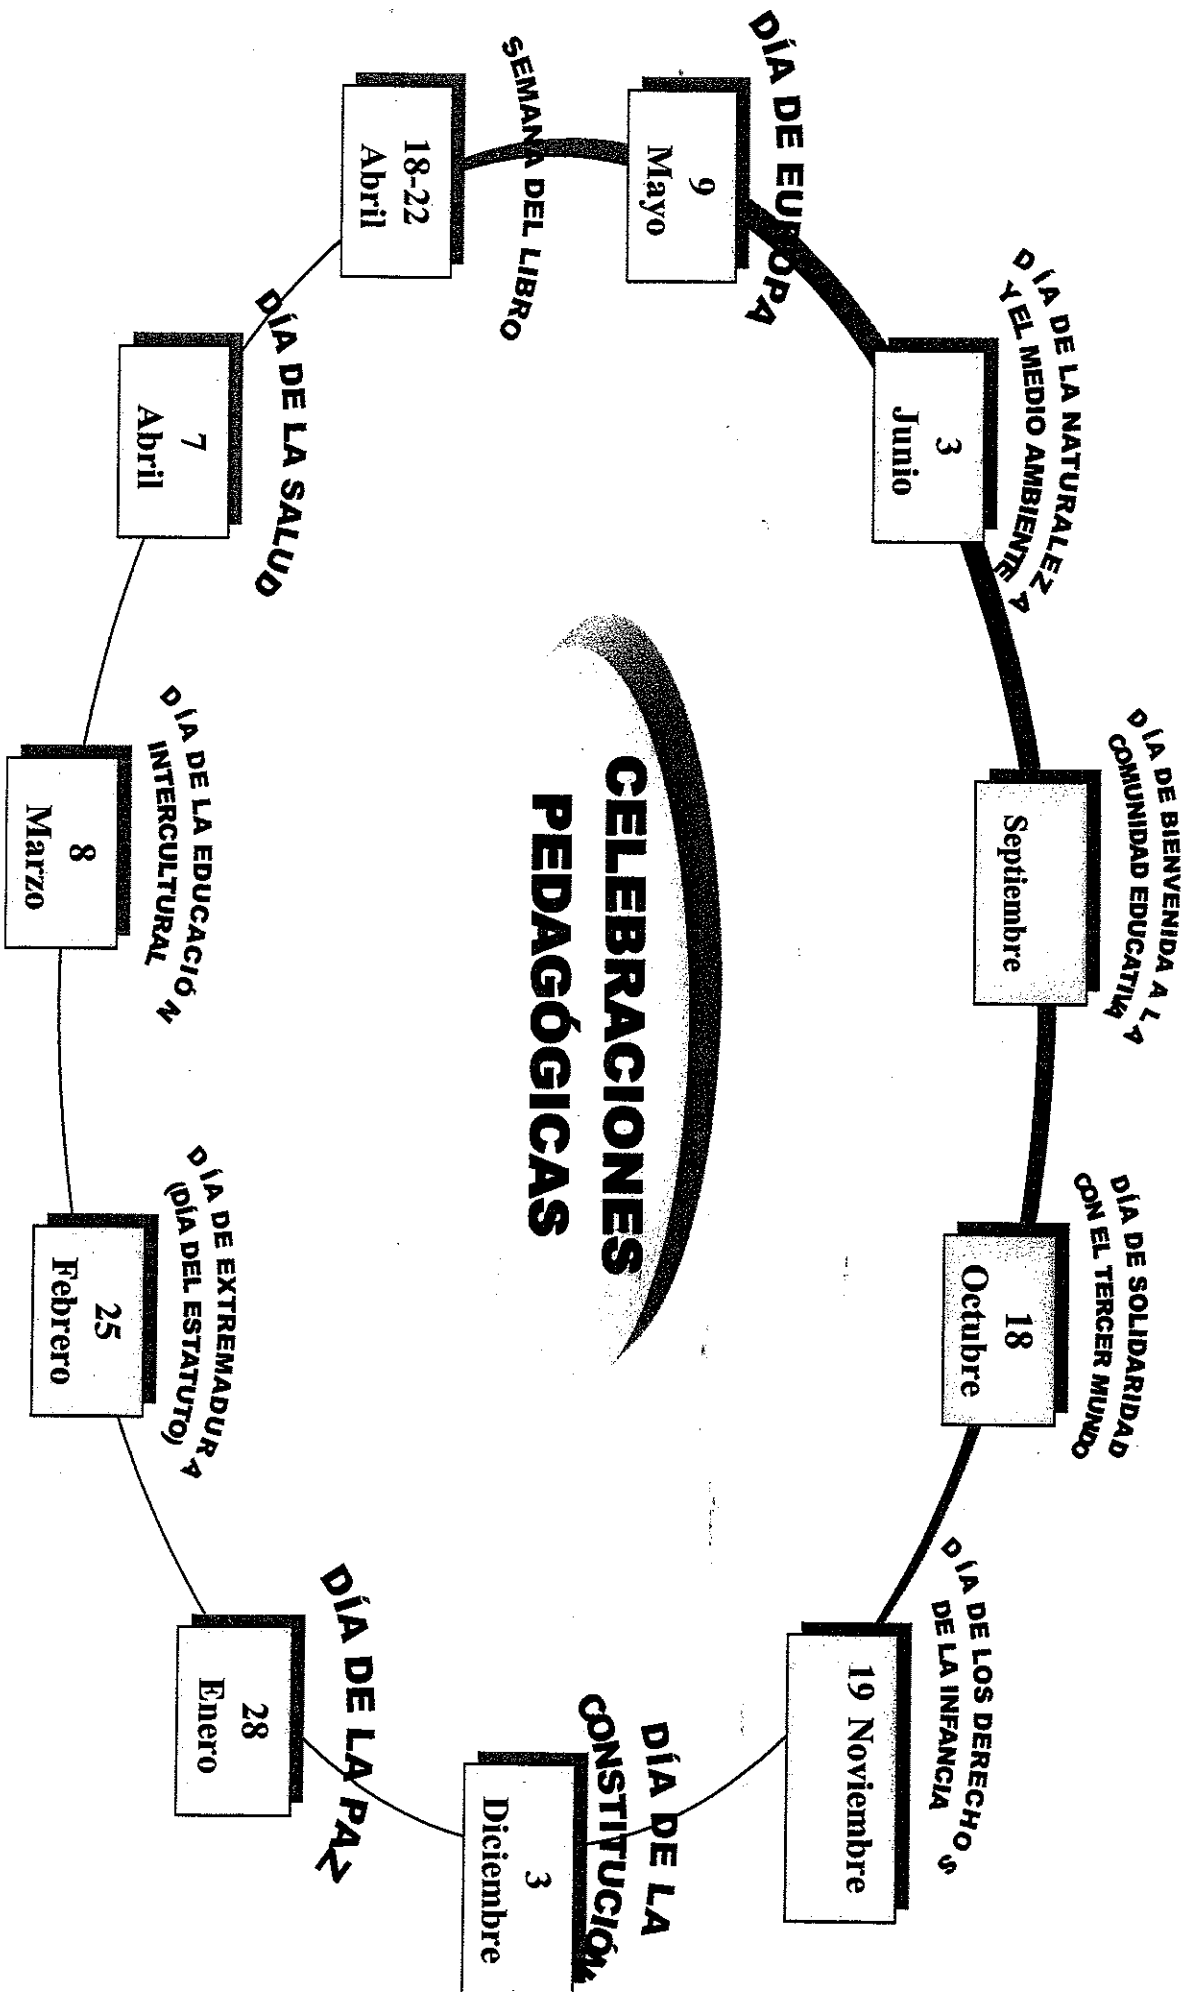 DÍA DE BIENVENIDA A LA
COMUNIDAD EDUCATIVA
Septiembre
DÍA DE SOLIDARIDAD
CON EL TERCER MUNDO
18
Octubre
DÍA DE LOS DERECHOS
DE LA INFANCIA
19 Noviembre
DÍA DE LA
CONSTITUCIÓN
3
Diciembre
DÍA DE LA PAZ
28
Enero
DÍA DE EXTREMADURA
(DÍA DEL ESTATUTO)
25
Febrero
DÍA DE LA EDUCACIÓN
INTERCULTURAL
8
Marzo
DÍA DE LA SALUD
7
Abril
SEMANA DEL LIBRO
18-22
Abril
DÍA DE EUROPA
9
Mayo
DÍA DE LA NATURALEZA
Y EL MEDIO AMBIENTE
3
Junio
CELEBRACIONES
PEDAGÓGICAS